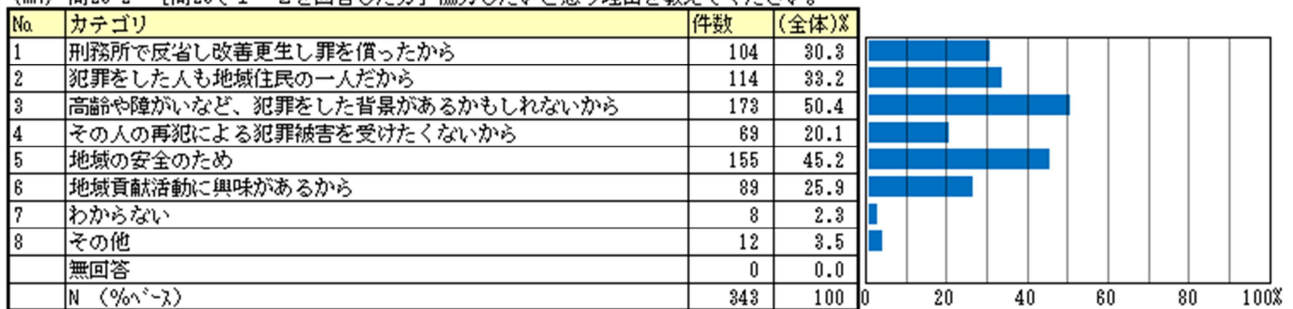 No. カテゴリ 件数 (全体)%
1 刑務所で反省し改善更生し罪を償ったから 104 30.3
2 犯罪をした人も地域住民の一人だから 114 33.2
3 高齢や障がいなど、犯罪をした背景があるかもしれないから 173 50.4
4 その人の再犯による犯罪被害を受けたくないから 69 20.1
5 地域の安全のため 155 45.2
6 地域貢献活動に興味があるから 89 25.9
7 わからない 8 2.3
8 その他 12 3.5
無回答 0 0.0
N (%ベース) 343 100
0 20 40 60 80 100%